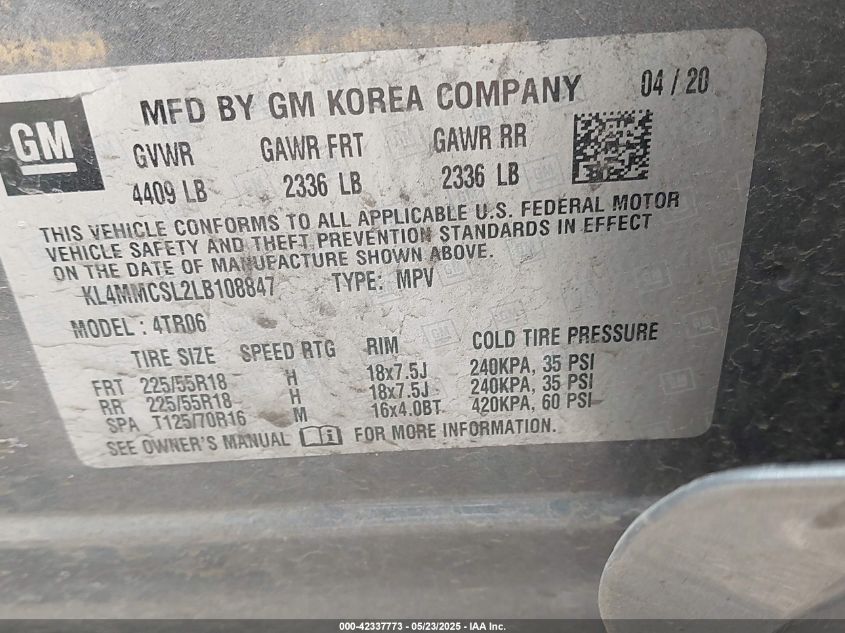 GM
MFD BY GM KOREA COMPANY 04 / 20
GVWR GAWR FRT GAWR RR
4409 LB 2336 LB 2336 LB
THIS VEHICLE CONFORMS TO ALL APPLICABLE U.S. FEDERAL MOTOR
VEHICLE SAFETY AND THEFT PREVENTION STANDARDS IN EFFECT
ON THE DATE OF MANUFACTURE SHOWN ABOVE.
KL4MMCSL2LB108847 TYPE: MPV
MODEL : 4TR06
TIRE SIZE SPEED RTG RIM COLD TIRE PRESSURE
FRT 225/55R18 H 18x7.5J 240KPA, 35 PSI
RR 225/55R18 H 18x7.5J 240KPA, 35 PSI
SPA T125/70R16 M 16x4.0BT 420KPA, 60 PSI
SEE OWNER'S MANUAL FOR MORE INFORMATION.
000-42337773 - 05/23/2025 - IAA Inc.